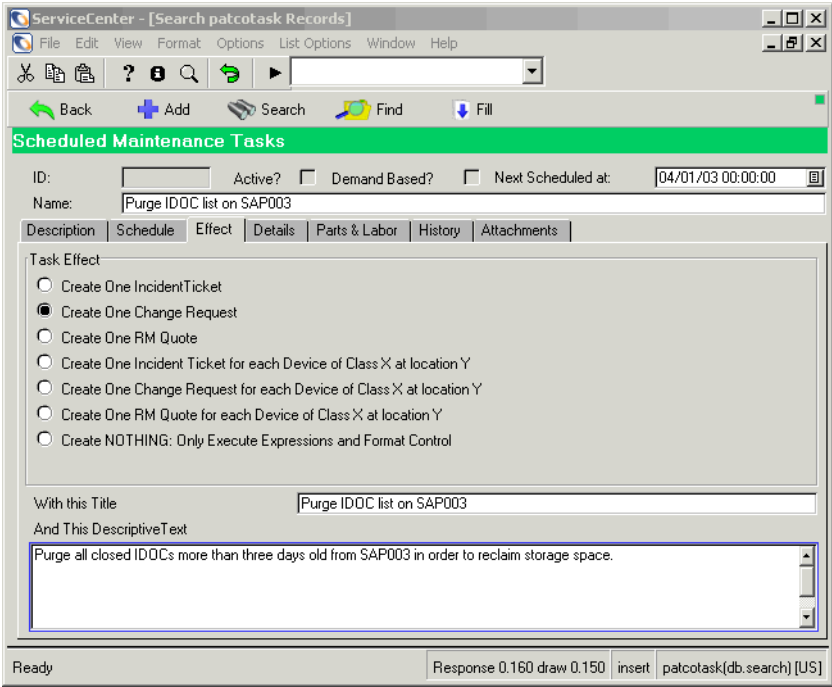 ServiceCenter - [Search patcotask Records]
File Edit View Format Options List Options Window Help
Back Add Search Find Fill
Scheduled Maintenance Tasks
ID: Active? Demand Based? Next Scheduled at: 04/01/03 00:00:00
Name: Purge IDOC list on SAP003
Description Schedule Effect Details Parts & Labor History Attachments
Task Effect
Create One IncidentTicket
Create One Change Request
Create One RM Quote
Create One Incident Ticket for each Device of Class X at location Y
Create One Change Request for each Device of Class X at location Y
Create One RM Quote for each Device of Class X at location Y
Create NOTHING: Only Execute Expressions and Format Control
With this Title Purge IDOC list on SAP003
And This DescriptiveText
Purge all closed IDOCs more than three days old from SAP003 in order to reclaim storage space.
Ready Response 0.160 draw 0.150 insert patcotask(db.search) [US]